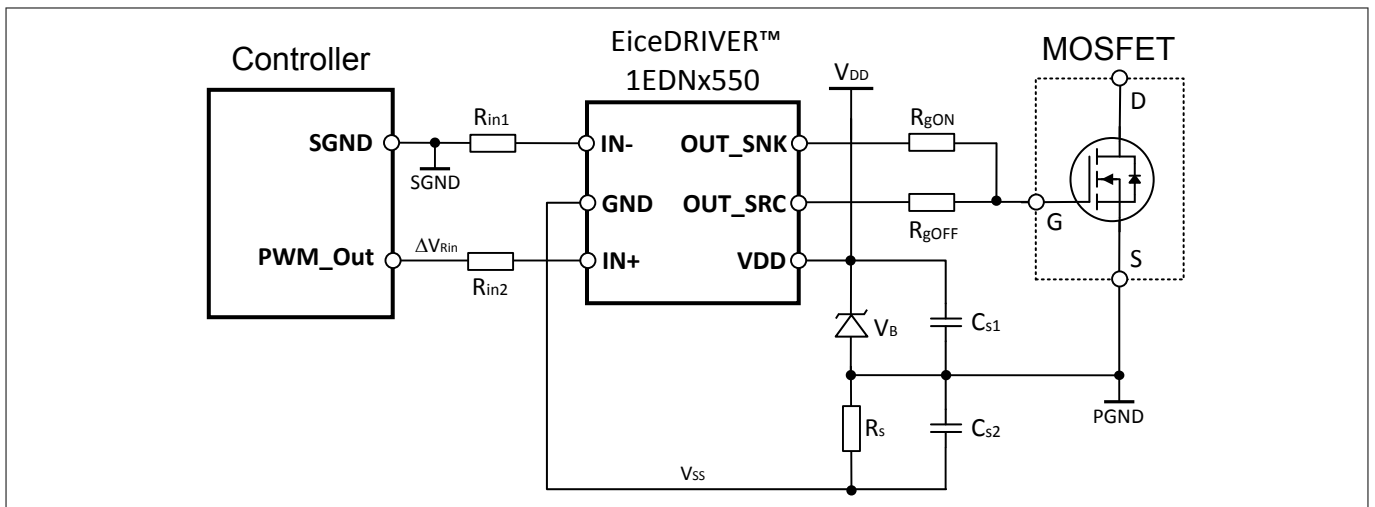 Controller
EiceDRIVER™
1EDNx550
MOSFET
VDD
D
Rin1
RgON
SGND
IN-
OUT_SNK
SGND
GND
OUT_SRC
G
RgOFF
ΔVRin
PWM_Out
IN+
VDD
S
Rin2
VB
Cs1
PGND
Rs
Cs2
VSS